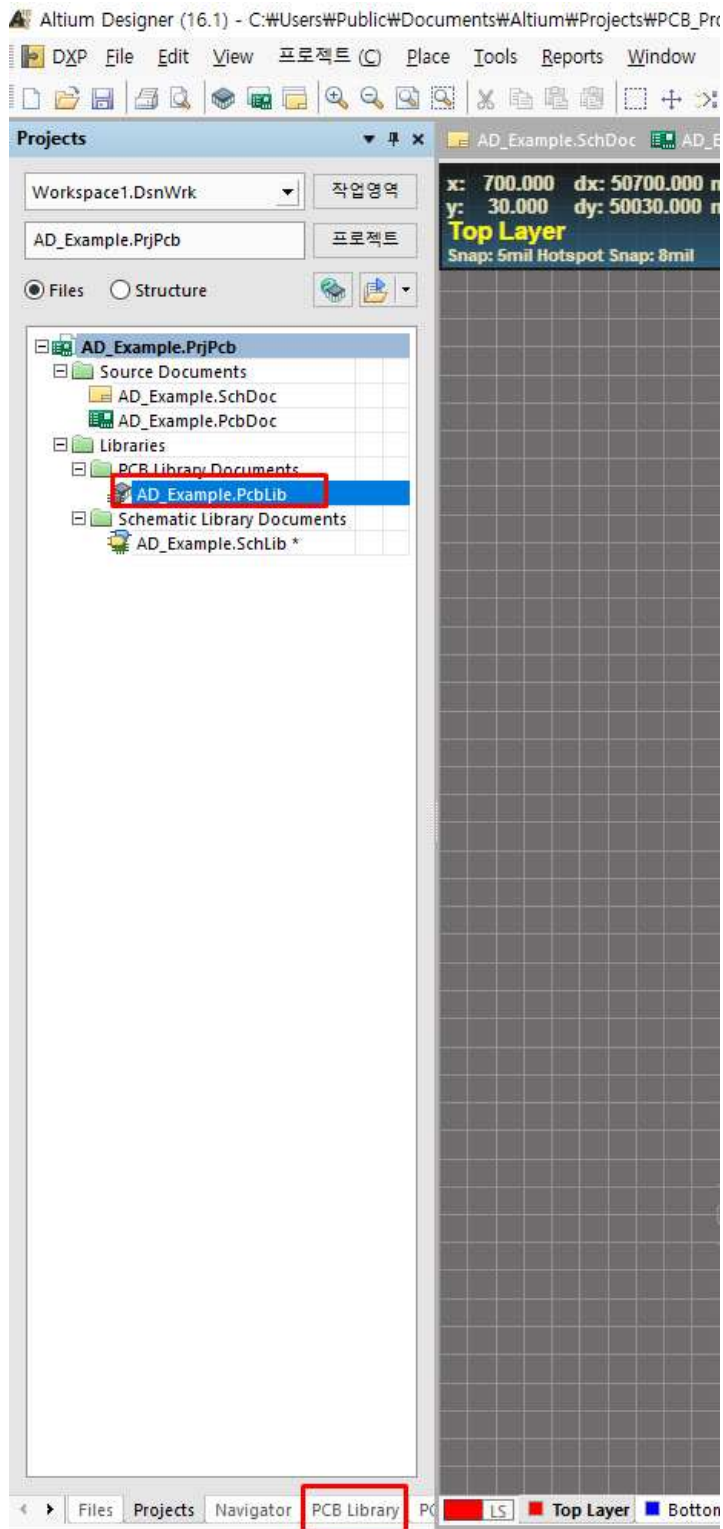 Altium Designer (16.1) - C:₩Users₩Public₩Documents₩Altium₩Projects₩PCB_Pro
DXP File Edit View 프로젝트 (C) Place Tools Reports Window
Projects
AD_Example.SchDoc AD_E
Workspace1.DsnWrk 작업영역
x: 700.000 dx: 50700.000 m
y: 30.000 dy: 50030.000 m
AD_Example.PrjPcb 프로젝트
Top Layer
Snap: 5mil Hotspot Snap: 8mil
Files Structure
AD_Example.PrjPcb
Source Documents
AD_Example.SchDoc
AD_Example.PcbDoc
Libraries
PCB Library Documents
AD_Example.PcbLib
Schematic Library Documents
AD_Example.SchLib *
Files Projects Navigator PCB Library PC LS Top Layer Bottom